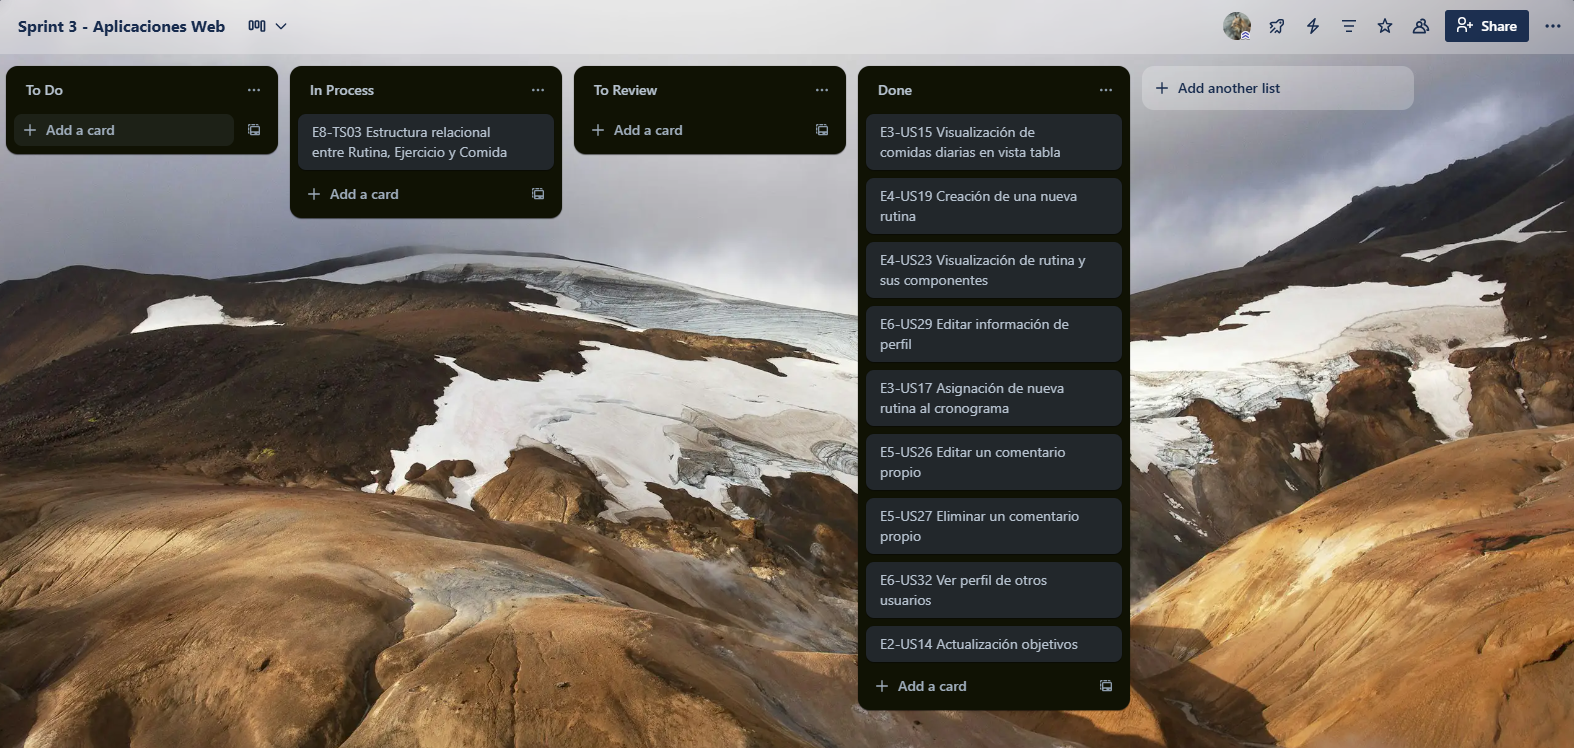 Sprint 3 - Aplicaciones Web
Share
To Do
Add a card
In Process
E8-TS03 Estructura relacional
entre Rutina, Ejercicio y Comida
Add a card
To Review
Add a card
Done
E3-US15 Visualización de
comidas diarias en vista tabla
E4-US19 Creación de una nueva
rutina
E4-US23 Visualización de rutina y
sus componentes
E6-US29 Editar información de
perfil
E3-US17 Asignación de nueva
rutina al cronograma
E5-US26 Editar un comentario
propio
E5-US27 Eliminar un comentario
propio
E6-US32 Ver perfil de otros
usuarios
E2-US14 Actualización objetivos
Add a card
Add another list